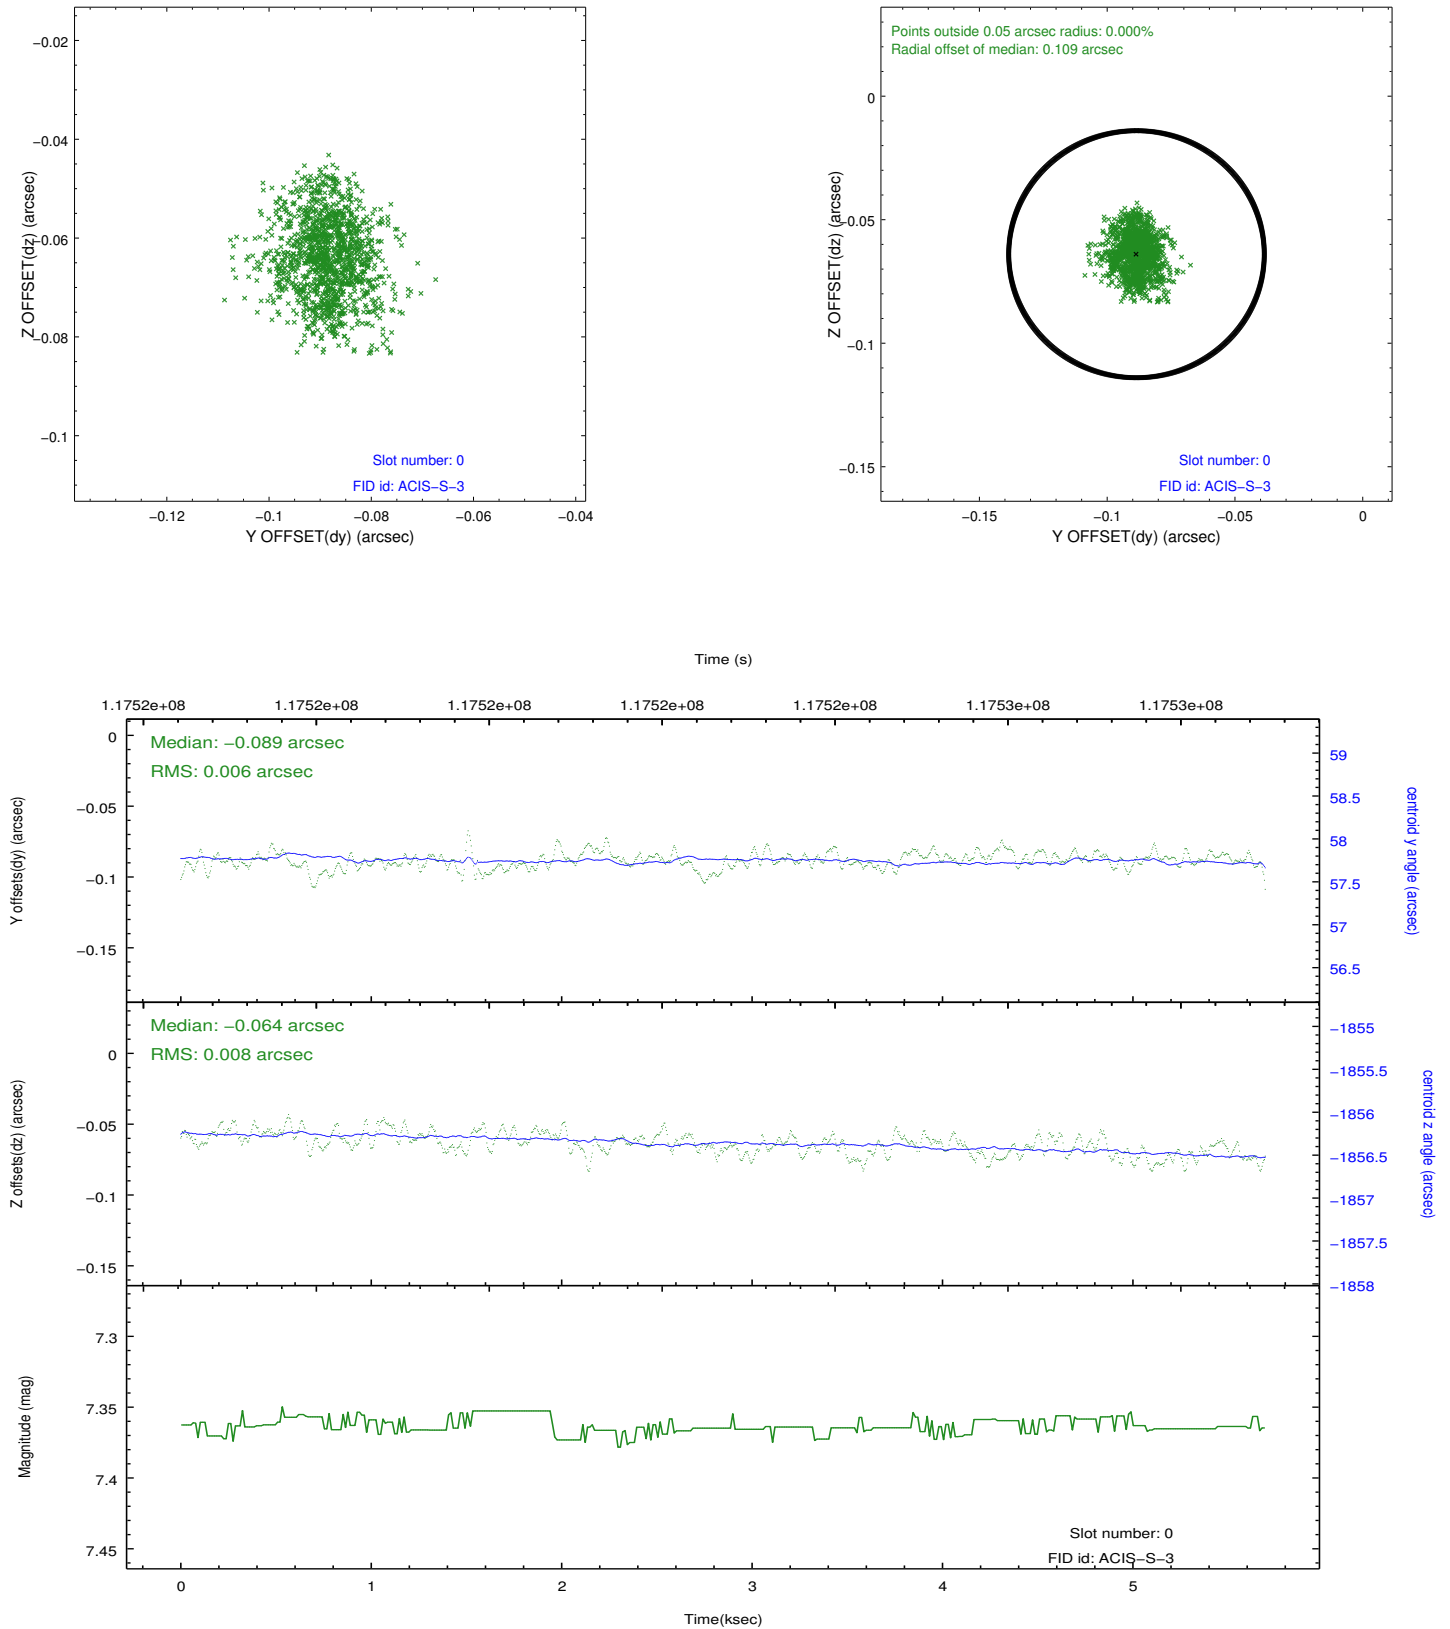 −0.02
−0.04
−0.06
−0.08
−0.1
Z OFFSET(dz) (arcsec)
Slot number: 0
FID id: ACIS−S−3
−0.12
−0.1
−0.08
−0.06
−0.04
Y OFFSET(dy) (arcsec)
Points outside 0.05 arcsec radius: 0.000%
Radial offset of median: 0.109 arcsec
0
−0.05
−0.1
−0.15
Z OFFSET(dz) (arcsec)
Slot number: 0
FID id: ACIS−S−3
−0.15
−0.1
−0.05
0
Y OFFSET(dy) (arcsec)
Time (s)
1.1752e+08
1.1752e+08
1.1752e+08
1.1752e+08
1.1752e+08
1.1753e+08
1.1753e+08
Median: −0.089 arcsec
RMS: 0.006 arcsec
0
−0.05
−0.1
−0.15
Y offsets(dy) (arcsec)
59
58.5
58
57.5
57
56.5
centroid y angle (arcsec)
Median: −0.064 arcsec
RMS: 0.008 arcsec
0
−0.05
−0.1
−0.15
Z offsets(dz) (arcsec)
−1855
−1855.5
−1856
−1856.5
−1857
−1857.5
−1858
centroid z angle (arcsec)
7.3
7.35
7.4
7.45
Magnitude (mag)
Slot number: 0
FID id: ACIS−S−3
0
1
2
3
4
5
Time(ksec)